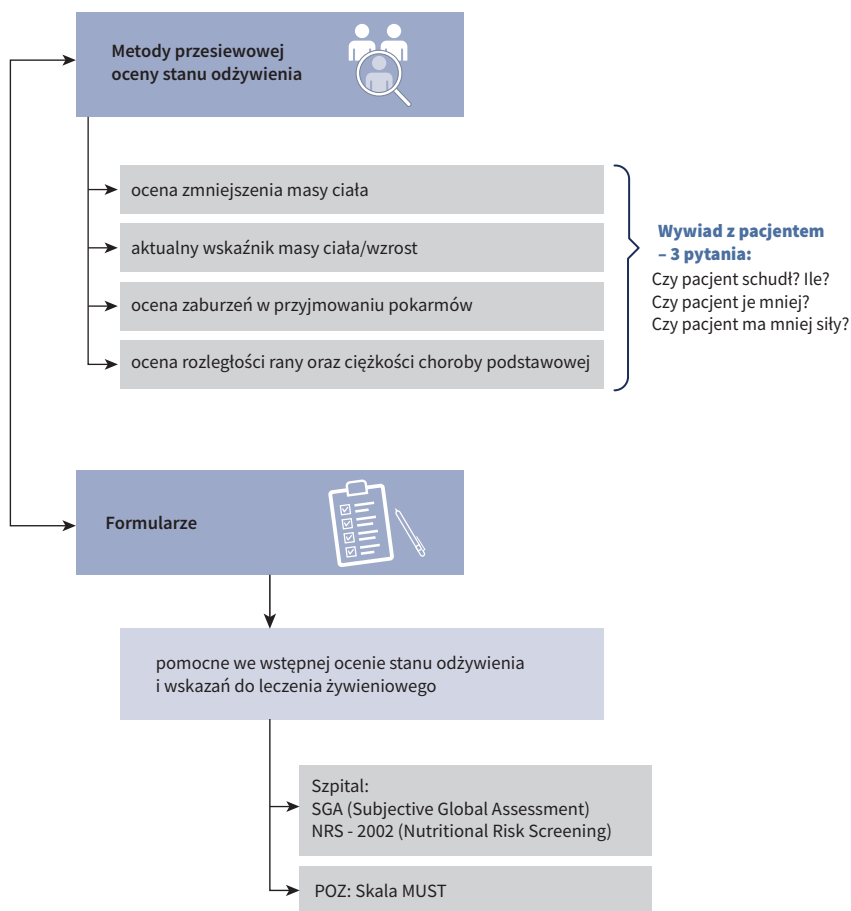 Metody przesiewowej
oceny stanu odżywienia
ocena zmniejszenia masy ciała
aktualny wskaźnik masy ciała/wzrost
ocena zaburzeń w przyjmowaniu pokarmów
ocena rozległości rany oraz ciężkości choroby podstawowej
Wywiad z pacjentem
– 3 pytania:
Czy pacjent schudł? Ile?
Czy pacjent je mniej?
Czy pacjent ma mniej siły?
Formularze
pomocne we wstępnej ocenie stanu odżywienia
i wskazań do leczenia żywieniowego
Szpital:
SGA (Subjective Global Assessment)
NRS - 2002 (Nutritional Risk Screening)
POZ: Skala MUST